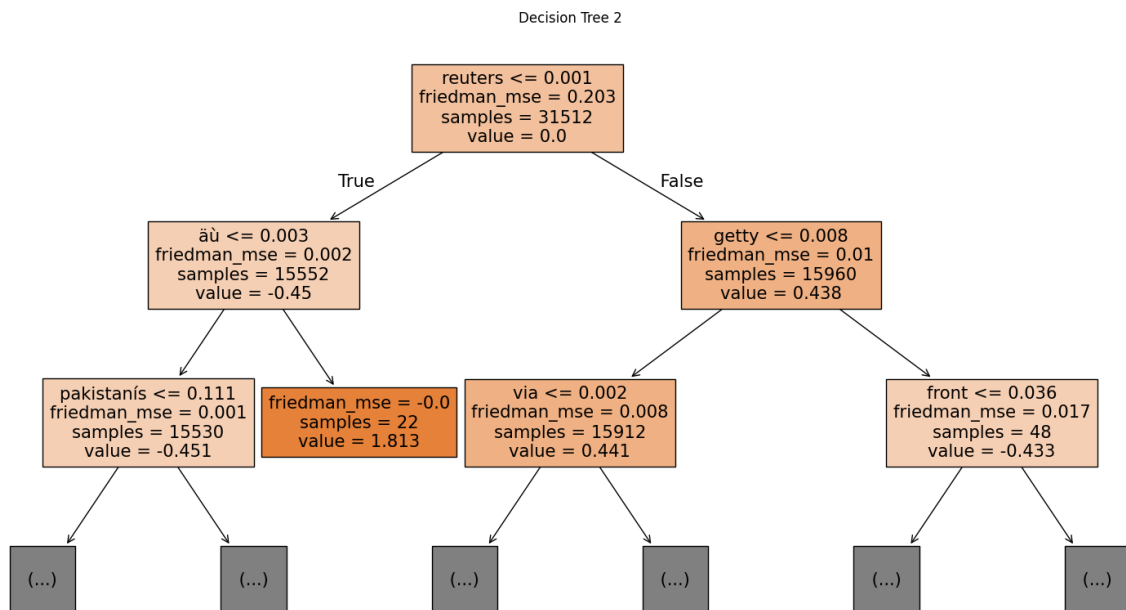 Decision Tree 2
reuters <= 0.001
friedman_mse = 0.203
samples = 31512
value = 0.0
True
False
äù <= 0.003
friedman_mse = 0.002
samples = 15552
value = -0.45
getty <= 0.008
friedman_mse = 0.01
samples = 15960
value = 0.438
pakistanís <= 0.111
friedman_mse = 0.001
samples = 15530
value = -0.451
friedman_mse = -0.0
samples = 22
value = 1.813
via <= 0.002
friedman_mse = 0.008
samples = 15912
value = 0.441
front <= 0.036
friedman_mse = 0.017
samples = 48
value = -0.433
(...)
(...)
(...)
(...)
(...)
(...)